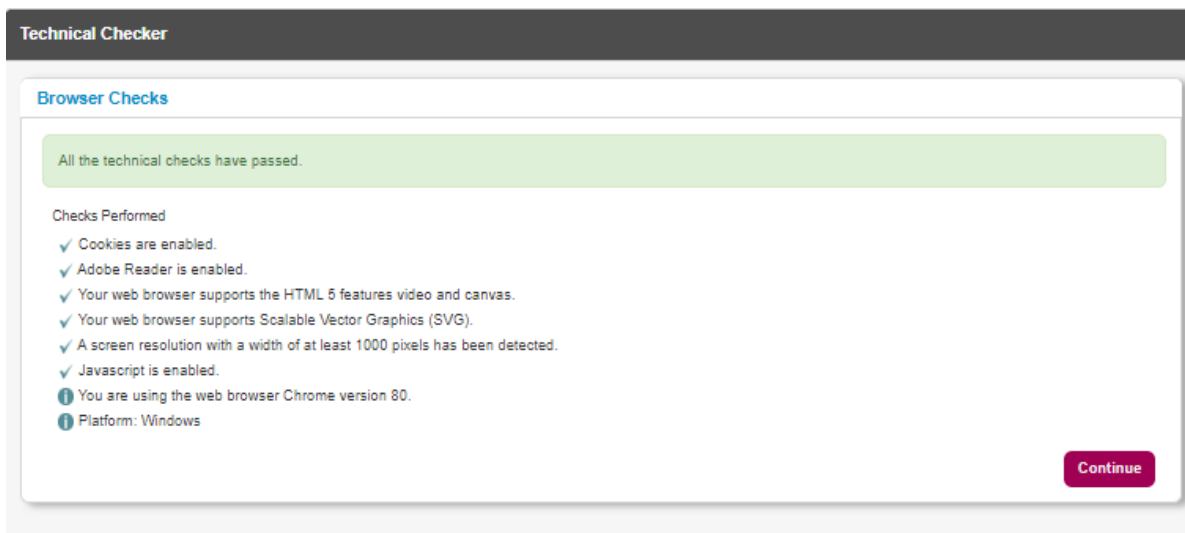 Technical Checker
Browser Checks
All the technical checks have passed.
Checks Performed
Cookies are enabled.
Adobe Reader is enabled.
Your web browser supports the HTML 5 features video and canvas.
Your web browser supports Scalable Vector Graphics (SVG).
A screen resolution with a width of at least 1000 pixels has been detected.
Javascript is enabled.
You are using the web browser Chrome version 80.
Platform: Windows
Continue